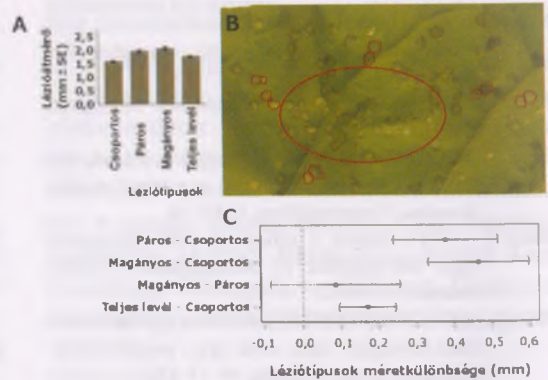 A
Lézióátmérő
(mm ± SE)
2,5
2,0
1,5
1,0
0,5
0,0
Csoportos
Páros
Magányos
Teljes levél
Léziótípusok
B
C
Páros - Csoportos
Magányos - Csoportos
Magányos - Páros
Teljes levél - Csoportos
-0,1 0,0 0,1 0,2 0,3 0,4 0,5 0,6
Léziótípusok méretkülönbsége (mm)